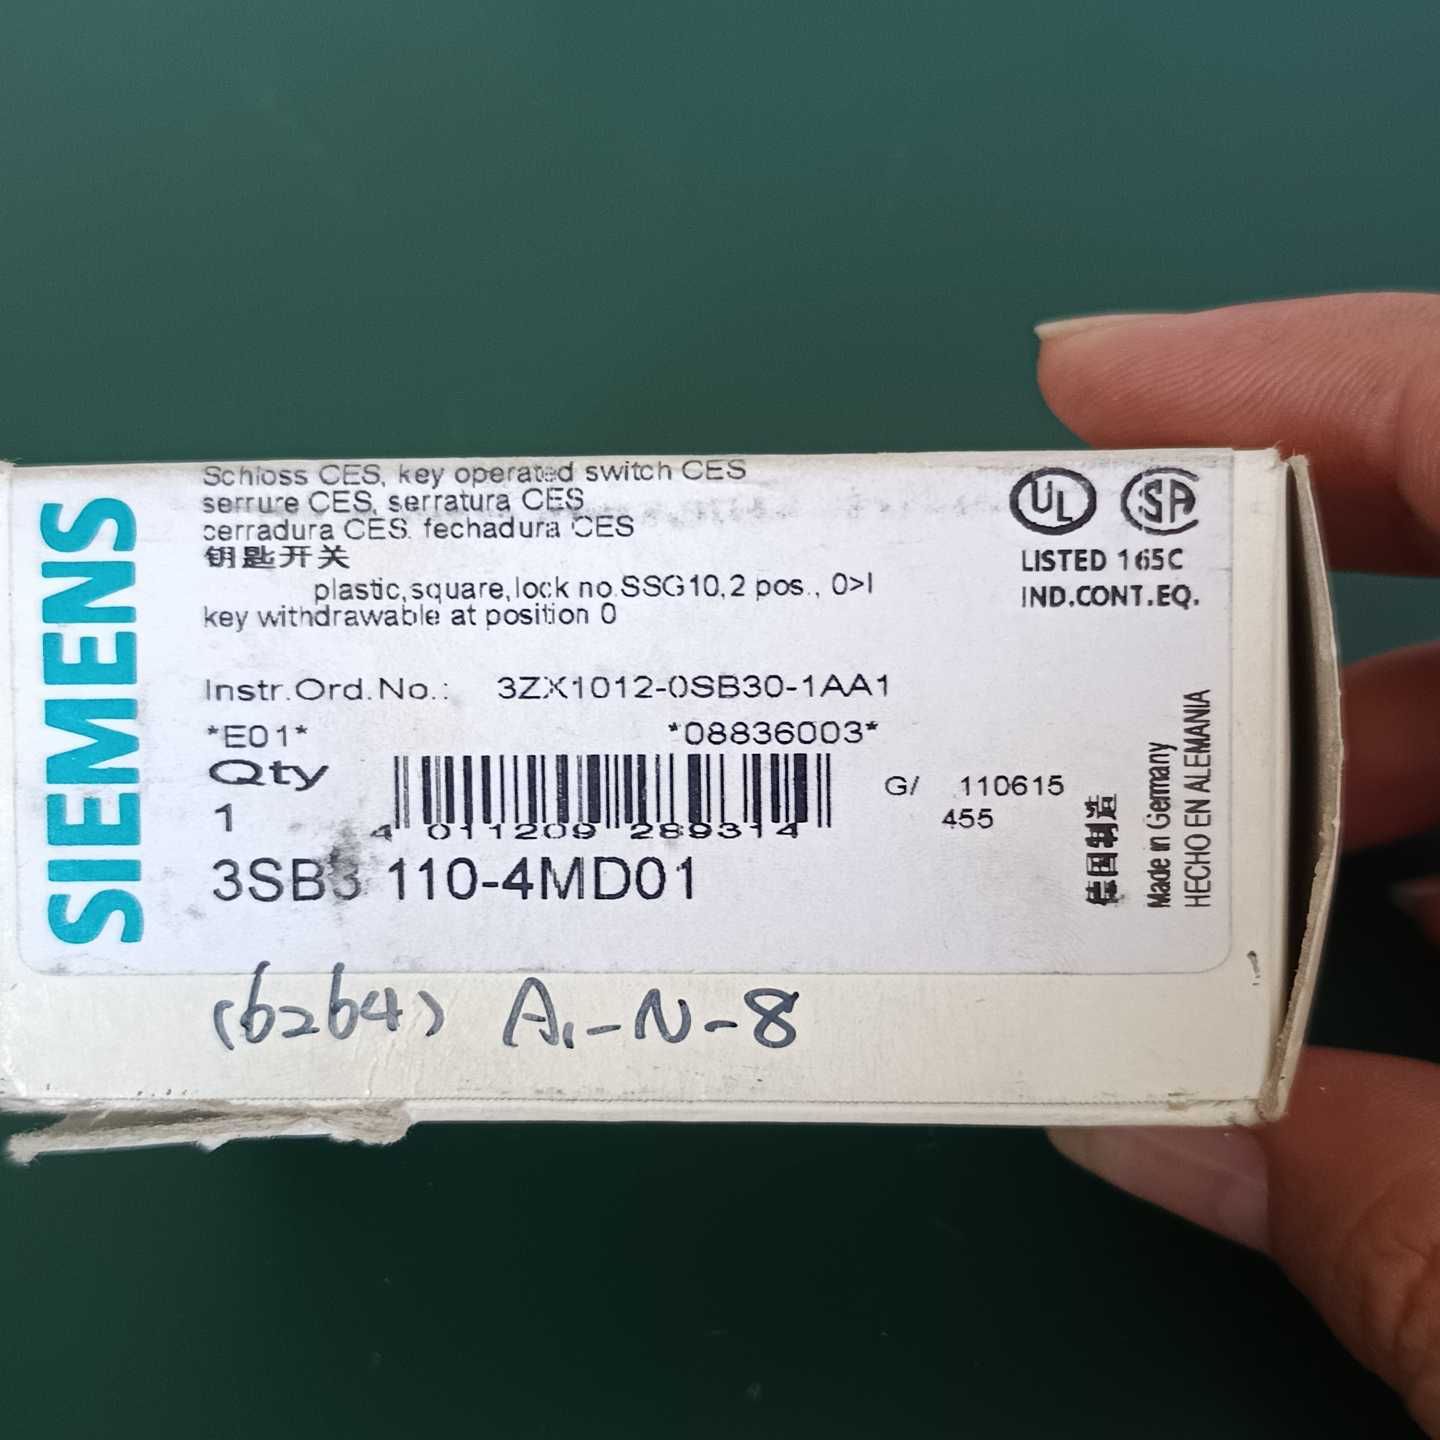 SIEMENS
Schloss CES, key operated switch CES
serrure CES, serratura CES
cerradura CES. fechadura CES
钥匙开关
plastic,square,lock no.SSG10,2 pos., 0>I
key withdrawable at position 0
UL
SA
LISTED 165C
IND.CONT.EQ.
Instr.Ord.No.: 3ZX1012-0SB30-1AA1
*E01* *08836003*
Qty
1
4 011209 289314
G/ 110615
455
3SB3 110-4MD01
德国制造
Made in Germany
HECHO EN ALEMANIA
(6264) A1-N-8